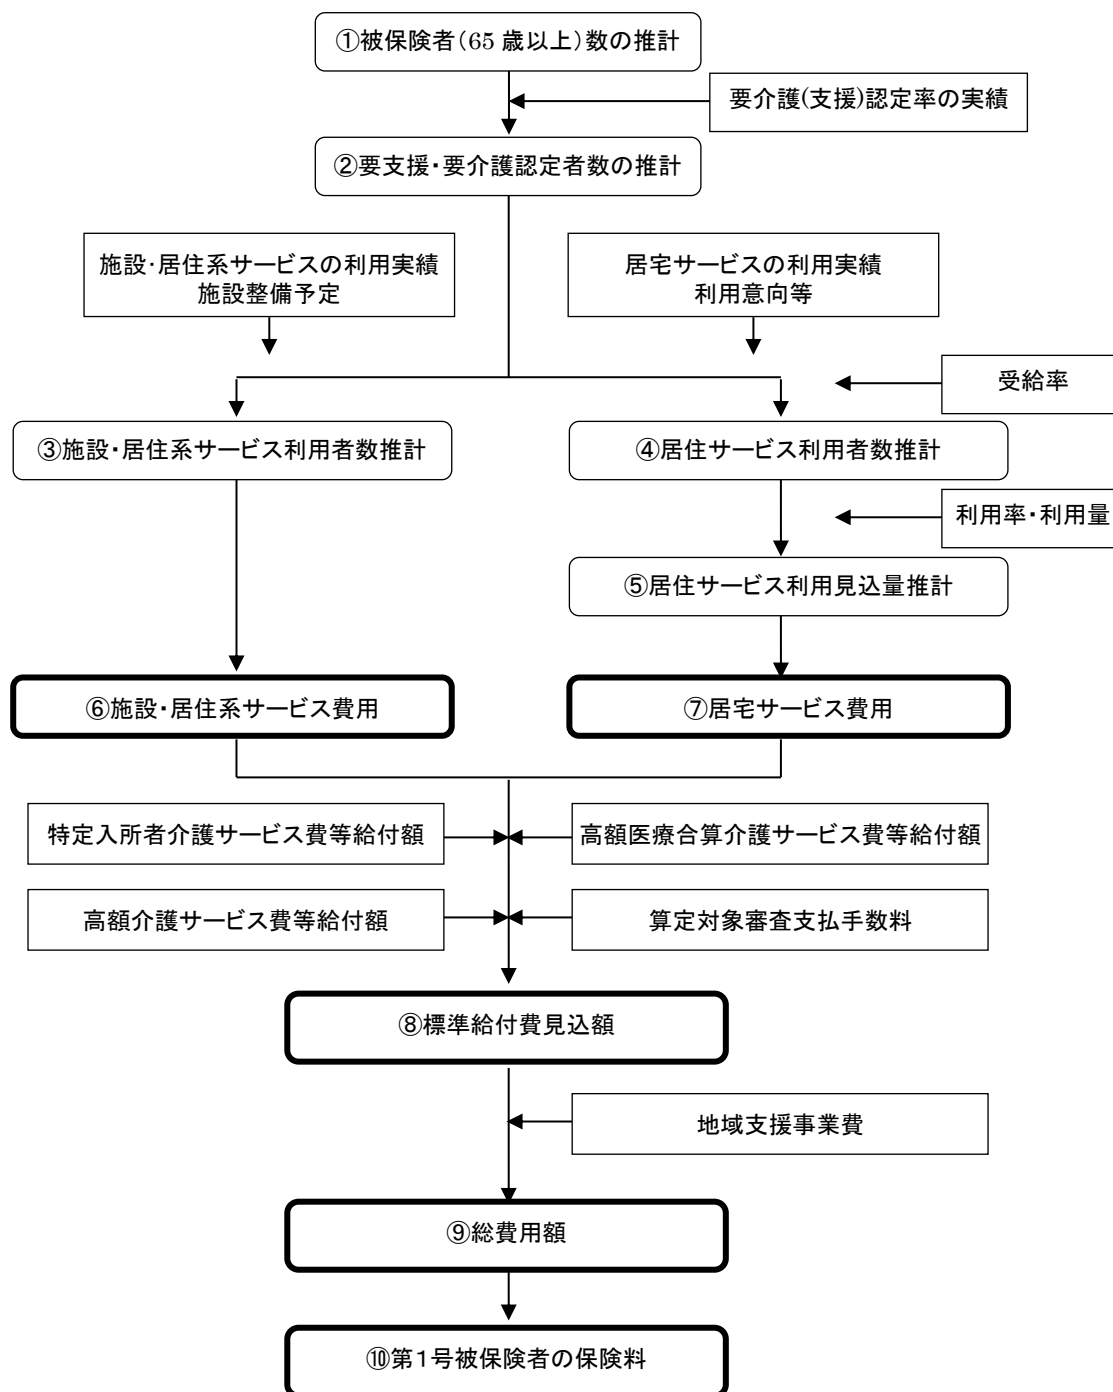 ①被保険者(65 歳以上)数の推計
要介護(支援)認定率の実績
②要支援・要介護認定者数の推計
施設・居住系サービスの利用実績
施設整備予定
居宅サービスの利用実績
利用意向等
受給率
③施設・居住系サービス利用者数推計
④居住サービス利用者数推計
利用率・利用量
⑤居住サービス利用見込量推計
⑥施設・居住系サービス費用
⑦居宅サービス費用
特定入所者介護サービス費等給付額
高額医療合算介護サービス費等給付額
高額介護サービス費等給付額
算定対象審査支払手数料
⑧標準給付費見込額
地域支援事業費
⑨総費用額
⑩第1号被保険者の保険料